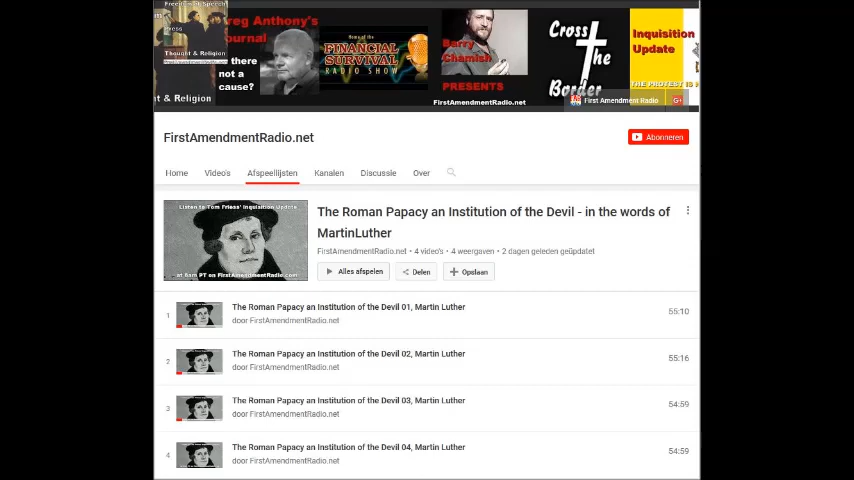 Freedom of Speech
Press
Thought & Religion
t & Religion
reg Anthony's
ournal
there
not a
cause?
Home of the
FINANCIAL
SURVIVAL
RADIO SHOW
Barry
Chamish
PRESENTS
FirstAmendmentRadio.net
Cross
The
Border
Inquisition
Update
THE PROTEST IS
First Amendment Radio
G+
FirstAmendmentRadio.net
Abonneren
Home Video's Afspeellijsten Kanalen Discussie Over
Listen to Tom Friess' Inquisition Update
at 6am PT on FirstAmendmentRadio.com
The Roman Papacy an Institution of the Devil - in the words of
MartinLuther
FirstAmendmentRadio.net • 4 video's • 4 weergaven • 2 dagen geleden geüpdatet
Alles afspelen Delen Opslaan
1 The Roman Papacy an Institution of the Devil 01, Martin Luther 55:10
door FirstAmendmentRadio.net
2 The Roman Papacy an Institution of the Devil 02, Martin Luther 55:16
door FirstAmendmentRadio.net
3 The Roman Papacy an Institution of the Devil 03, Martin Luther 54:59
door FirstAmendmentRadio.net
4 The Roman Papacy an Institution of the Devil 04, Martin Luther 54:59
door FirstAmendmentRadio.net